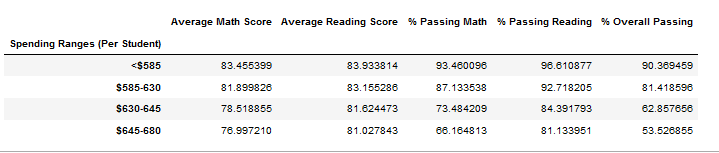 Average Math Score Average Reading Score % Passing Math % Passing Reading % Overall Passing
Spending Ranges (Per Student)
<$585 83.455399 83.933814 93.460096 96.610877 90.369459
$585-630 81.899826 83.155286 87.133538 92.718205 81.418596
$630-645 78.518855 81.624473 73.484209 84.391793 62.857656
$645-680 76.997210 81.027843 66.164813 81.133951 53.526855